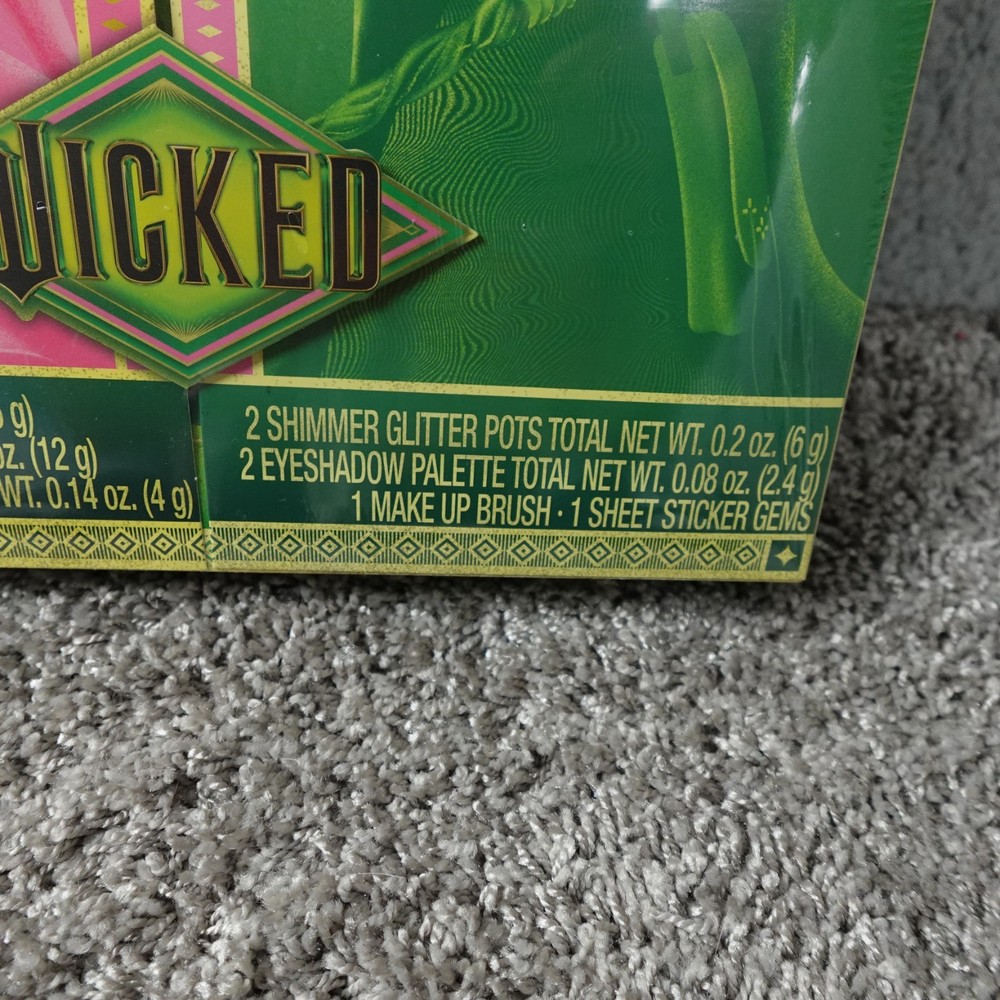 WICKED
g)
oz. (12 g)
WT. 0.14 oz. (4 g)
2 SHIMMER GLITTER POTS TOTAL NET WT. 0.2 oz. (6 g)
2 EYESHADOW PALETTE TOTAL NET WT. 0.08 oz. (2.4 g)
1 MAKE UP BRUSH · 1 SHEET STICKER GEMS